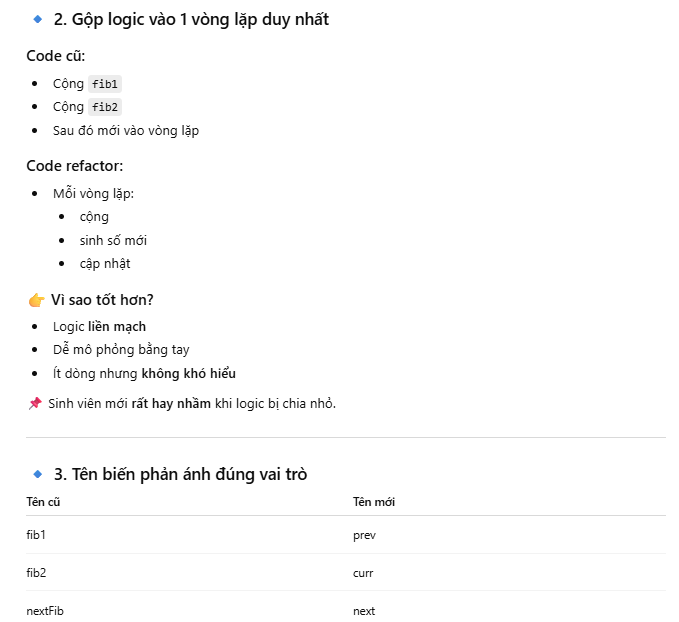 2. Gộp logic vào 1 vòng lặp duy nhất
Code cũ:
Cộng fib1
Cộng fib2
Sau đó mới vào vòng lặp
Code refactor:
Mỗi vòng lặp:
cộng
sinh số mới
cập nhật
👉 Vì sao tốt hơn?
Logic liền mạch
Dễ mô phỏng bằng tay
Ít dòng nhưng không khó hiểu
📌 Sinh viên mới rất hay nhầm khi logic bị chia nhỏ.
3. Tên biến phản ánh đúng vai trò
Tên cũ Tên mới
fib1 prev
fib2 curr
nextFib next